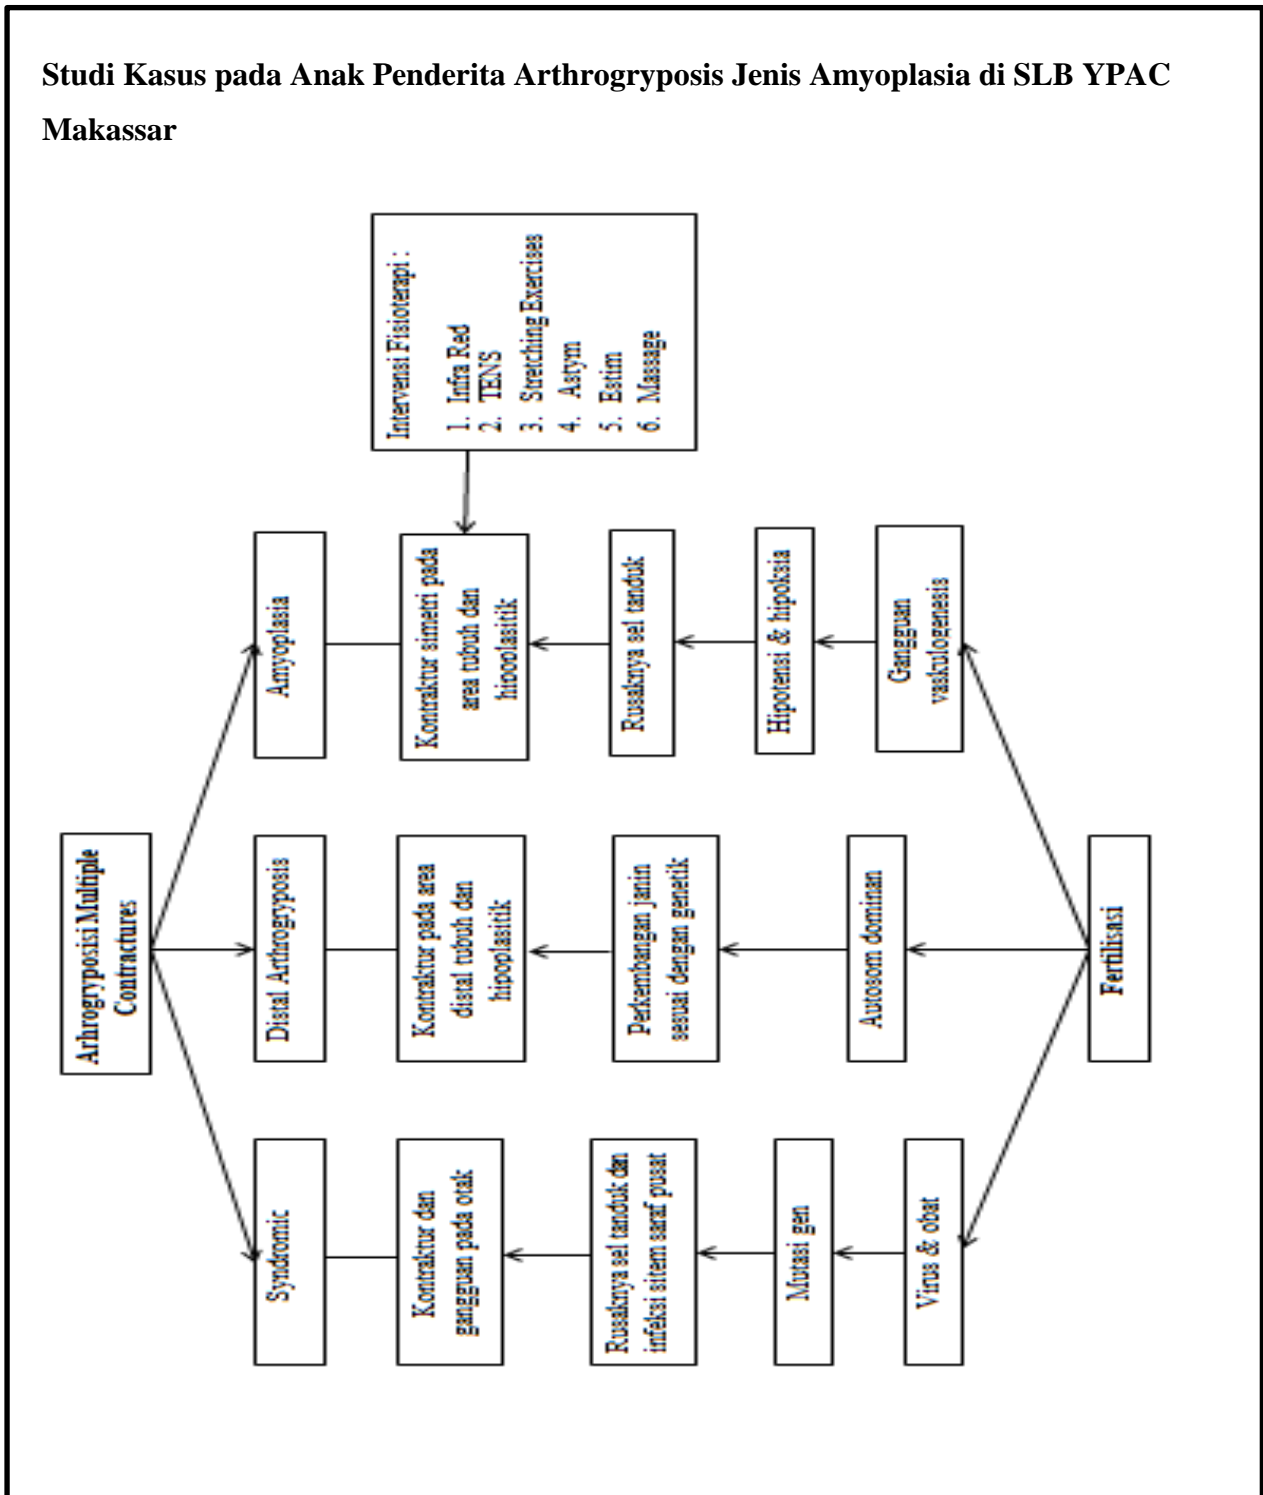 Studi Kasus pada Anak Penderita Arthrogryposis Jenis Amyoplasia di SLB YPAC
Makassar
Arhrogryposisi Multiple
Contractures
Syndromic
Distal Arthrogryposis
Amyoplasia
Kontraktur dan
gangguan pada otak
Kontraktur pada area
distal tubuh dan
hipoplasitik
Kontraktur simetri pada
area tubuh dan
hipoplasitik
Intervensi Fisioterapi :
1. Infra Red
2. TENS
3. Stretching Exercises
4. Astym
5. Estim
6. Massage
Rusaknya sel tanduk dan
infeksi sitem saraf pusat
Perkembangan janin
sesuai dengan genetik
Rusaknya sel tanduk
Mutasi gen
Autosom dominan
Hipotensi & hipoksia
Virus & obat
Gangguan
vaskulogenesis
Fertilisasi